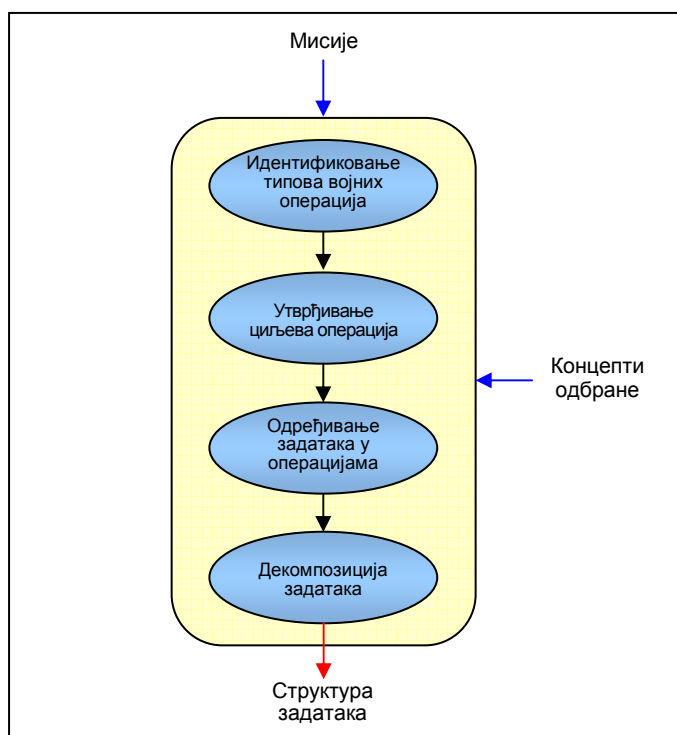 Мисије
Идентификовање
типова војних
операција
Утврђивање
циљева операција
Концепти
одбране
Одређивање
задатака у
операцијама
Декомпозиција
задатака
Структура
задатака